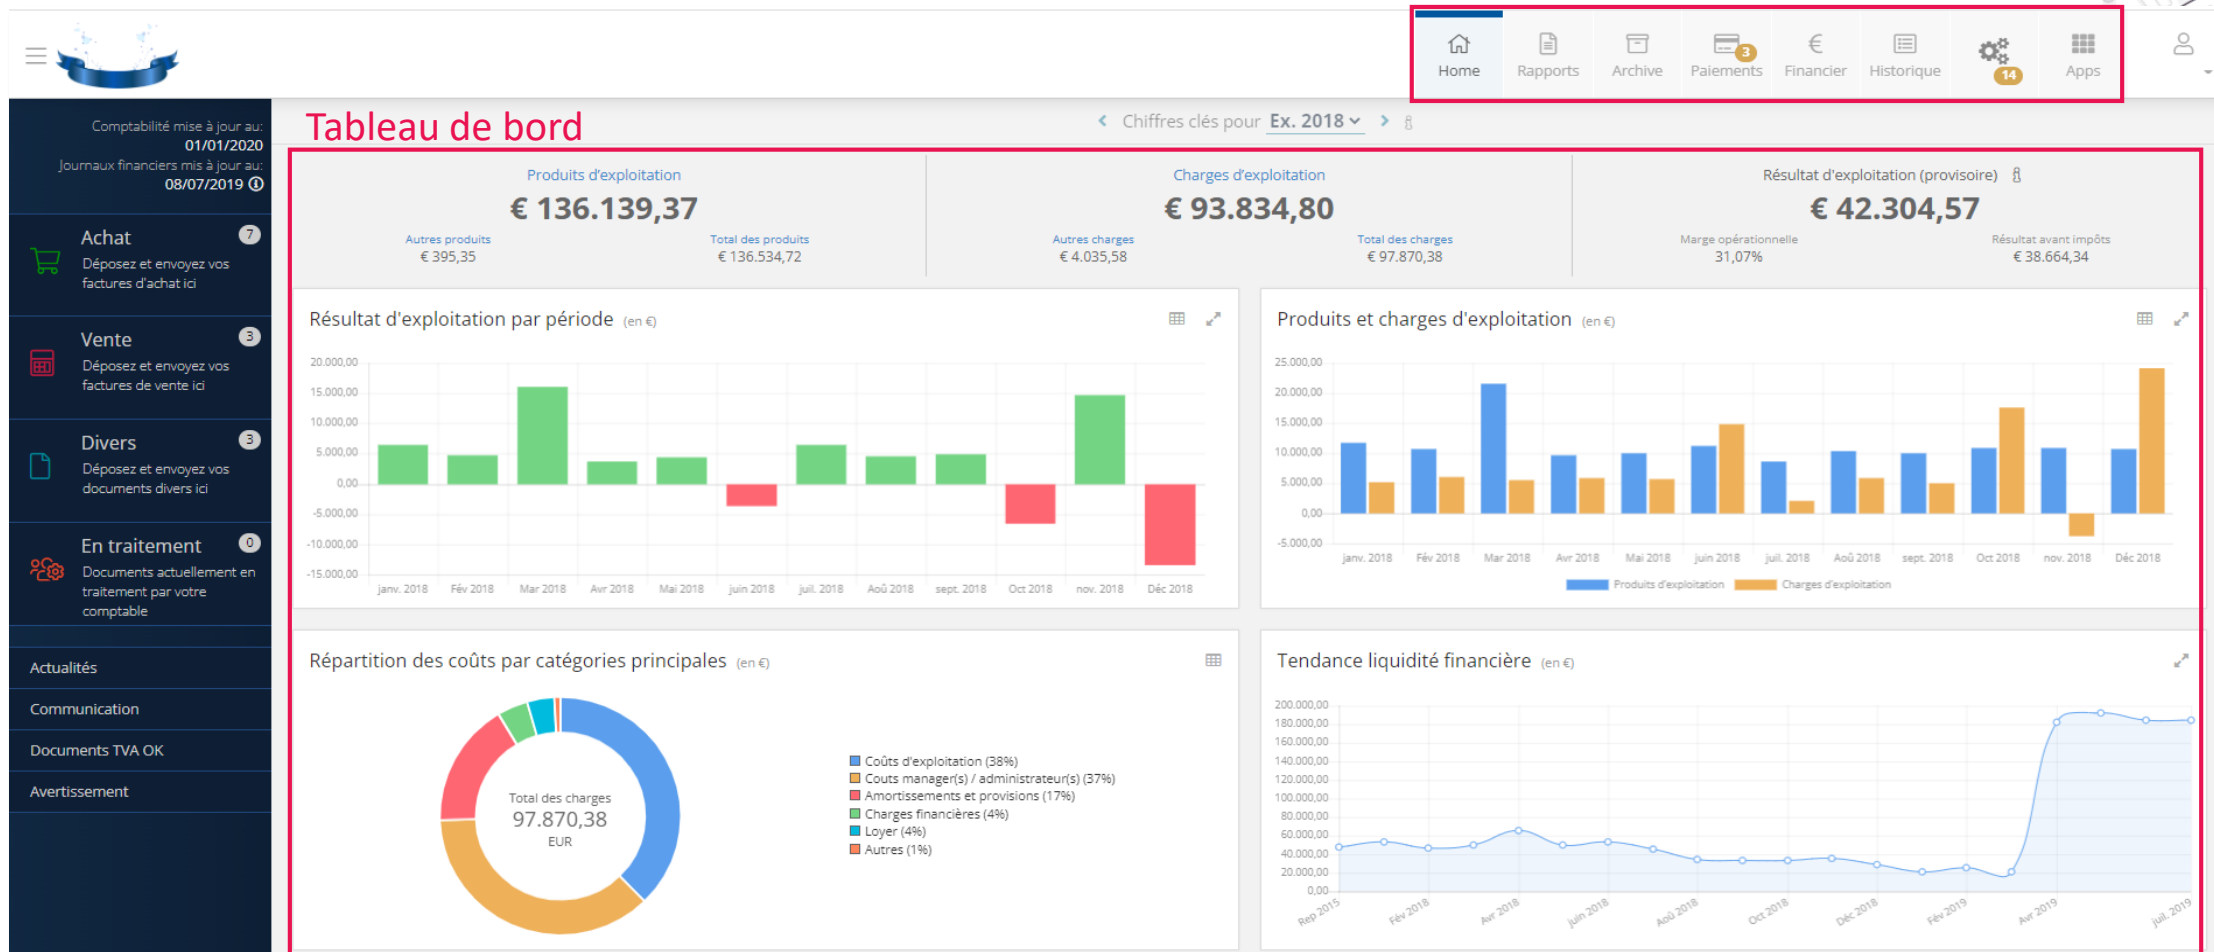 Home
Rapports
Archive
Paiements
3
Financier
Historique
14
Apps
Comptabilité mise à jour au:
01/01/2020
Journaux financiers mis à jour au:
08/07/2019
Achat
7
Déposez et envoyez vos
factures d'achat ici
Vente
3
Déposez et envoyez vos
factures de vente ici
Divers
3
Déposez et envoyez vos
documents divers ici
En traitement
0
Documents actuellement en
traitement par votre
comptable
Actualités
Communication
Documents TVA OK
Avertissement
Tableau de bord
Chiffres clés pour Ex. 2018
Produits d'exploitation
€ 136.139,37
Autres produits
€ 395,35
Total des produits
€ 136.534,72
Charges d'exploitation
€ 93.834,80
Autres charges
€ 4.035,58
Total des charges
€ 97.870,38
Résultat d'exploitation (provisoire)
€ 42.304,57
Marge opérationnelle
31,07%
Résultat avant impôts
€ 38.664,34
Résultat d'exploitation par période (en €)
20.000,00
15.000,00
10.000,00
5.000,00
0,00
-5.000,00
-10.000,00
-15.000,00
janv. 2018
Fév 2018
Mar 2018
Avr 2018
Mai 2018
juin 2018
juil. 2018
Aoû 2018
sept. 2018
Oct 2018
nov. 2018
Déc 2018
Produits et charges d'exploitation (en €)
25.000,00
20.000,00
15.000,00
10.000,00
5.000,00
0,00
-5.000,00
janv. 2018
Fév 2018
Mar 2018
Avr 2018
Mai 2018
juin 2018
juil. 2018
Aoû 2018
sept. 2018
Oct 2018
nov. 2018
Déc 2018
Produits d'exploitation
Charges d'exploitation
Répartition des coûts par catégories principales (en €)
Total des charges
97.870,38
EUR
Coûts d'exploitation (38%)
Couts manager(s) / administrateur(s) (37%)
Amortissements et provisions (17%)
Charges financières (4%)
Loyer (4%)
Autres (1%)
Tendance liquidité financière (en €)
200.000,00
180.000,00
160.000,00
140.000,00
120.000,00
100.000,00
80.000,00
60.000,00
40.000,00
20.000,00
0,00
Rep 2015
Fév 2018
Avr 2018
juin 2018
Aoû 2018
Oct 2018
Déc 2018
Fév 2019
Avr 2019
juil. 2019